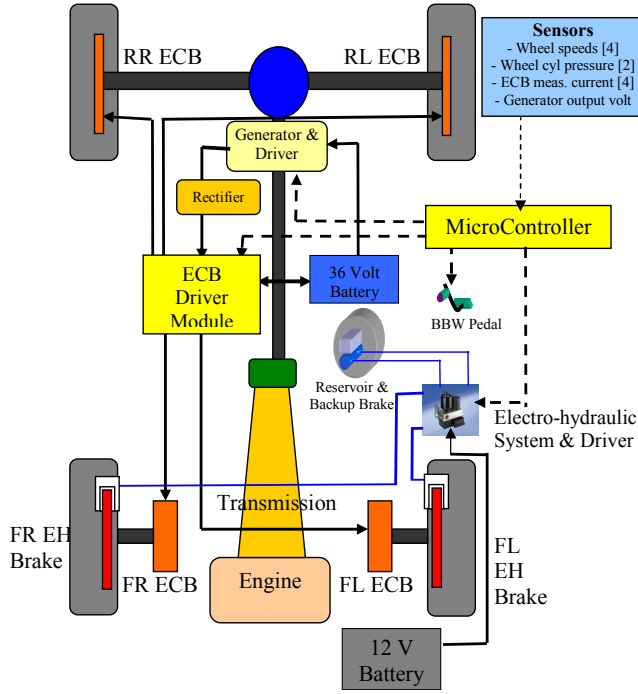 Sensors
- Wheel speeds [4]
- Wheel cyl pressure [2]
- ECB meas. current [4]
- Generator output volt
RR ECB
RL ECB
Generator &
Driver
Rectifier
MicroController
ECB
Driver
Module
36 Volt
Battery
BBW Pedal
Reservoir &
Backup Brake
Electro-hydraulic
System & Driver
Transmission
FR EH
Brake
FR ECB
Engine
FL ECB
FL
EH
Brake
12 V
Battery